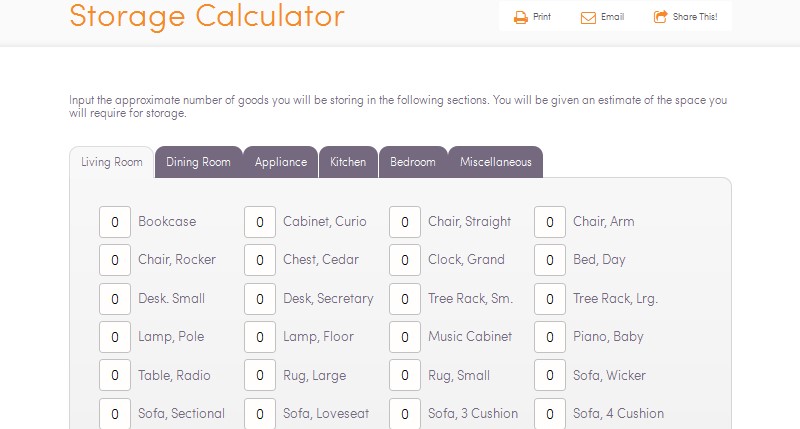 Storage Calculator
Print Email Share This!
Input the approximate number of goods you will be storing in the following sections. You will be given an estimate of the space you
will require for storage.
Living Room Dining Room Appliance Kitchen Bedroom Miscellaneous
0 Bookcase 0 Cabinet, Curio 0 Chair, Straight 0 Chair, Arm
0 Chair, Rocker 0 Chest, Cedar 0 Clock, Grand 0 Bed, Day
0 Desk. Small 0 Desk, Secretary 0 Tree Rack, Sm. 0 Tree Rack, Lrg.
0 Lamp, Pole 0 Lamp, Floor 0 Music Cabinet 0 Piano, Baby
0 Table, Radio 0 Rug, Large 0 Rug, Small 0 Sofa, Wicker
0 Sofa, Sectional 0 Sofa, Loveseat 0 Sofa, 3 Cushion 0 Sofa, 4 Cushion